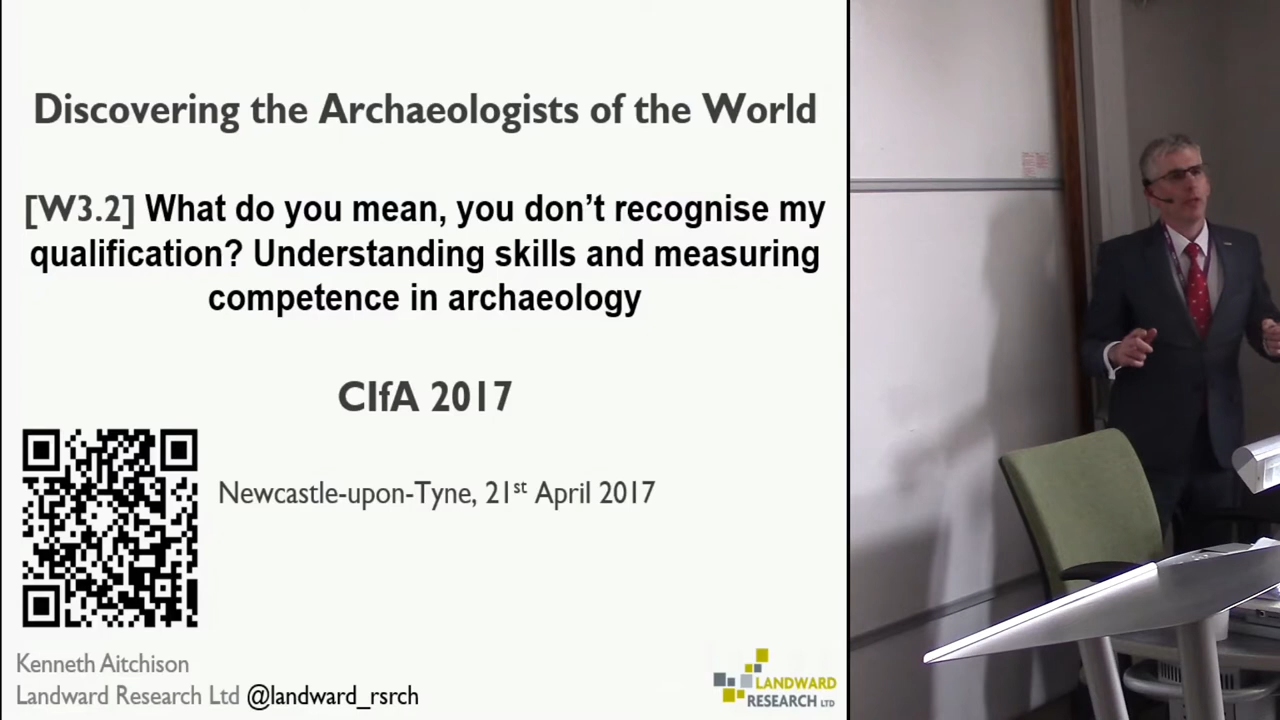 Discovering the Archaeologists of the World
[W3.2] What do you mean, you don't recognise my
qualification? Understanding skills and measuring
competence in archaeology
CIfA 2017
Newcastle-upon-Tyne, 21st April 2017
Kenneth Aitchison
Landward Research Ltd @landward_rsrch
LANDWARD
RESEARCH LTD